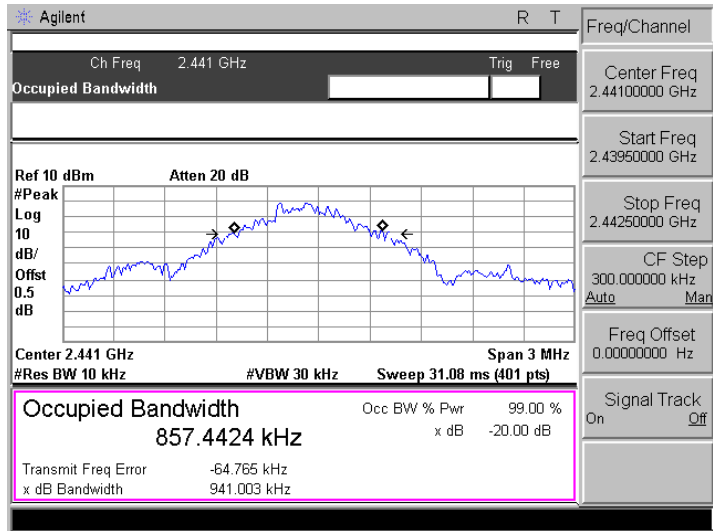 Agilent R T
Ch Freq 2.441 GHz Trig Free
Occupied Bandwidth
Ref 10 dBm Atten 20 dB
#Peak
Log
10
dB/
Offst
0.5
dB
Center 2.441 GHz Span 3 MHz
#Res BW 10 kHz #VBW 30 kHz Sweep 31.08 ms (401 pts)
Occupied Bandwidth Occ BW % Pwr 99.00 %
857.4424 kHz x dB -20.00 dB
Transmit Freq Error -64.765 kHz
x dB Bandwidth 941.003 kHz
Freq/Channel
Center Freq
2.44100000 GHz
Start Freq
2.43950000 GHz
Stop Freq
2.44250000 GHz
CF Step
300.000000 kHz
Auto Man
Freq Offset
0.00000000 Hz
Signal Track
On Off